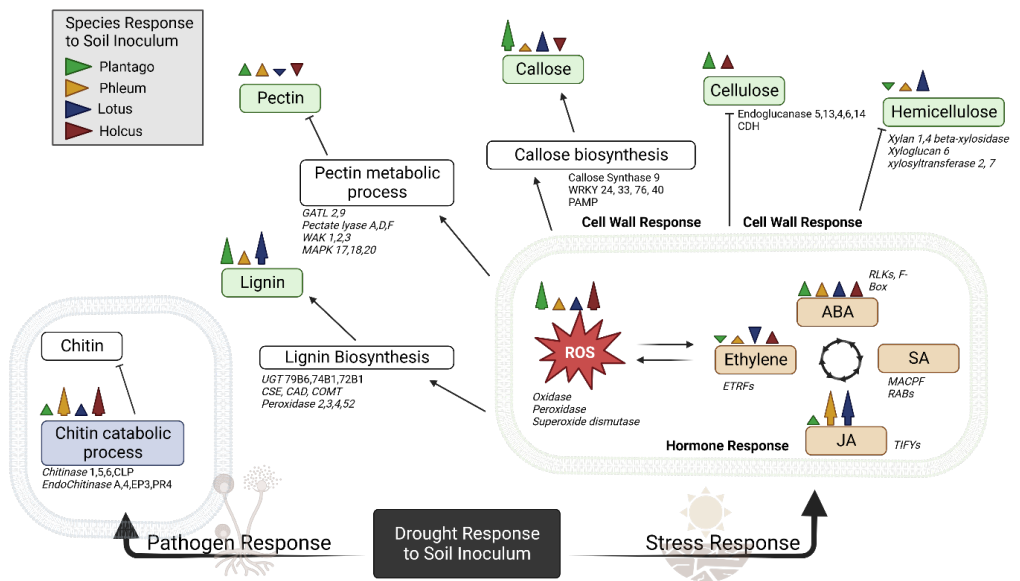 Species Response
to Soil Inoculum
Plantago
Phleum
Lotus
Holcus
Pectin
Callose
Cellulose
Endoglucanase 5,13,4,6,14
CDH
Hemicellulose
Xylan 1,4 beta-xylosidase
Xyloglucan 6
xylosyltransferase 2, 7
Pectin metabolic
process
GATL 2,9
Pectate lyase A,D,F
WAK 1,2,3
MAPK 17,18,20
Callose biosynthesis
Callose Synthase 9
WRKY 24, 33, 76, 40
PAMP
Cell Wall Response
Cell Wall Response
Lignin
Lignin Biosynthesis
UGT 79B6,74B1,72B1
CSE, CAD, COMT
Peroxidase 2,3,4,52
ROS
Oxidase
Peroxidase
Superoxide dismutase
Ethylene
ETRFs
RLKs, F-
Box
ABA
SA
MACPF
RABs
JA
TIFYs
Hormone Response
Chitin
Chitin catabolic
process
Chitinase 1,5,6,CLP
EndoChitinase A,4,EP3,PR4
Pathogen Response
Drought Response
to Soil Inoculum
Stress Response